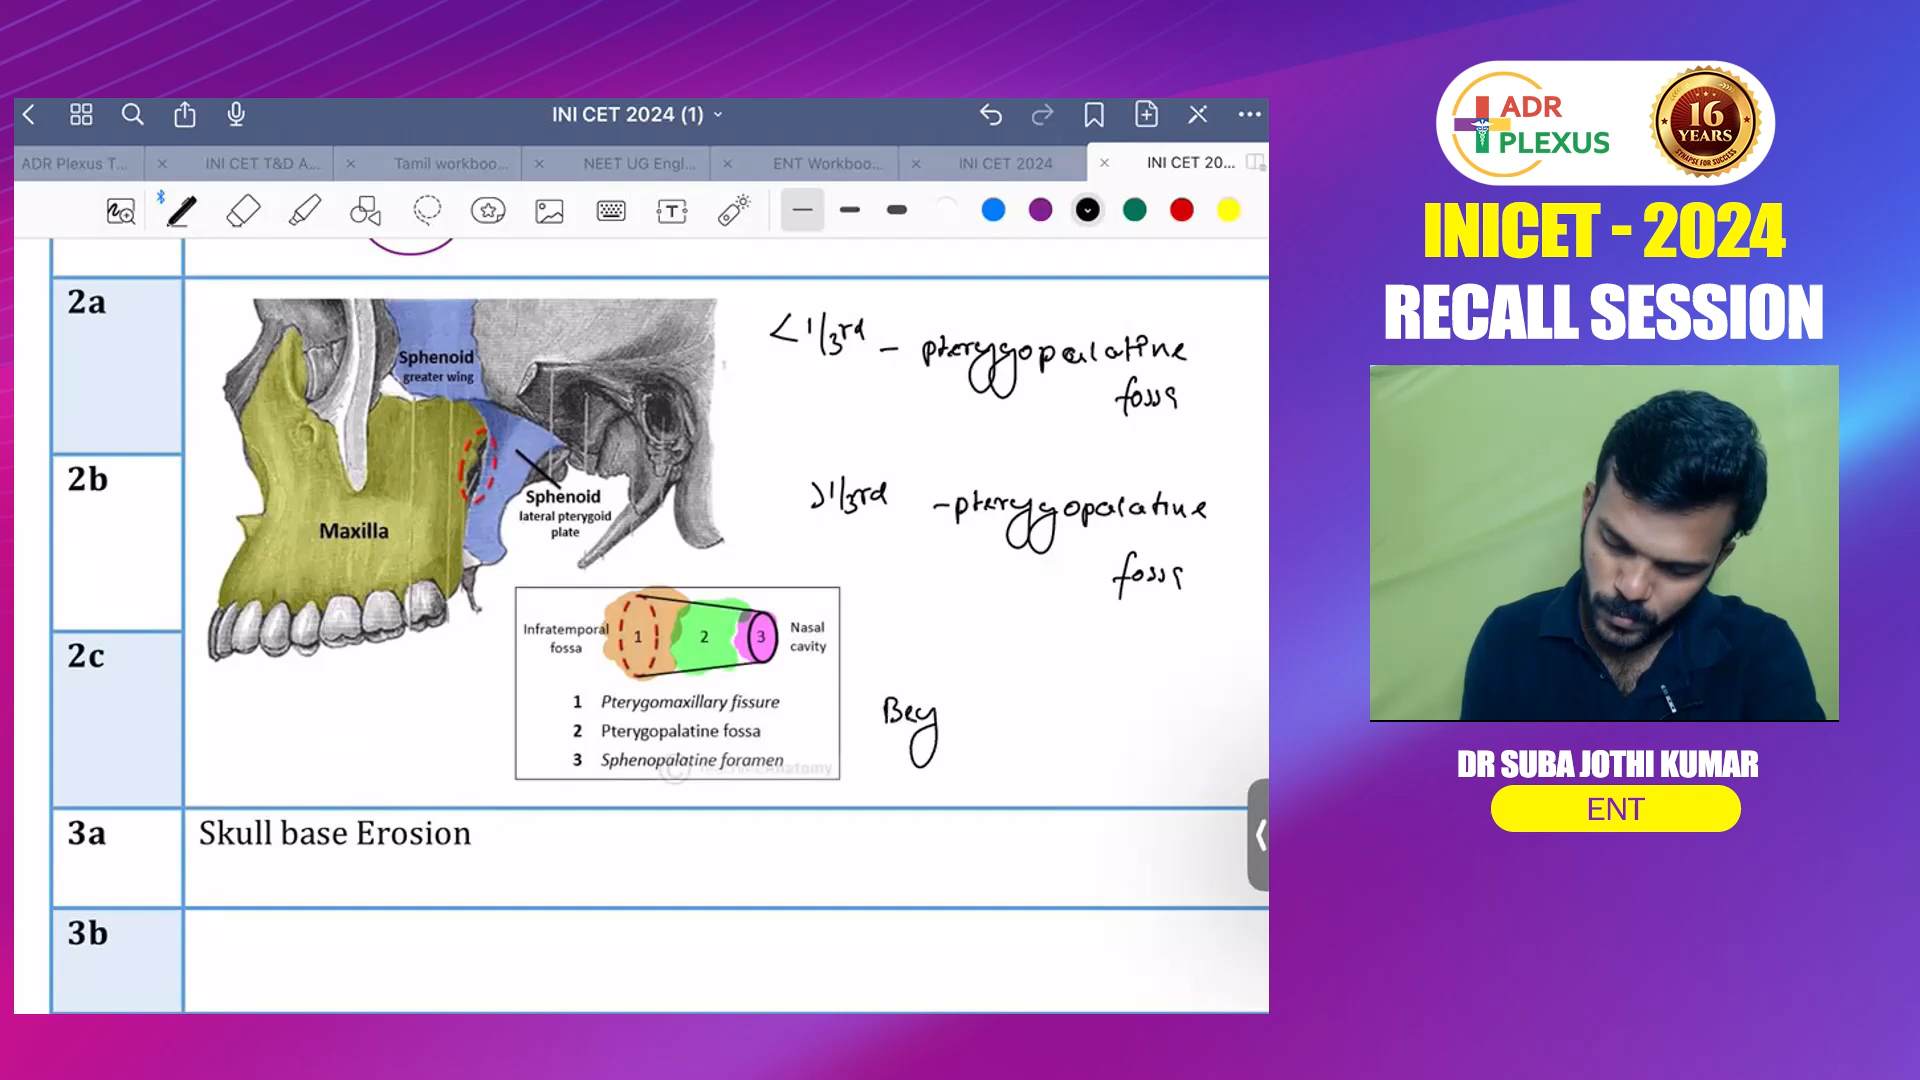 INI CET 2024 (1)
ADR Plexus T...
INI CET T&D A...
Tamil workboo...
NEET UG Engl...
ENT Workboo...
INI CET 2024
INI CET 20...
2a
2b
2c
3a
3b
Sphenoid
greater wing
Sphenoid
lateral pterygoid
plate
Maxilla
Infratemporal
fossa
1
2
3
Nasal
cavity
1 Pterygomaxillary fissure
2 Pterygopalatine fossa
3 Sphenopalatine foramen
< 1/3rd - pterygopalatine
fossa
>1/3rd - pterygopalatine
fossa
Bey
Skull base Erosion
ADR
PLEXUS
16
YEARS
SYNAPSE FOR SUCCESS
INICET - 2024
RECALL SESSION
DR SUBA JOTHI KUMAR
ENT